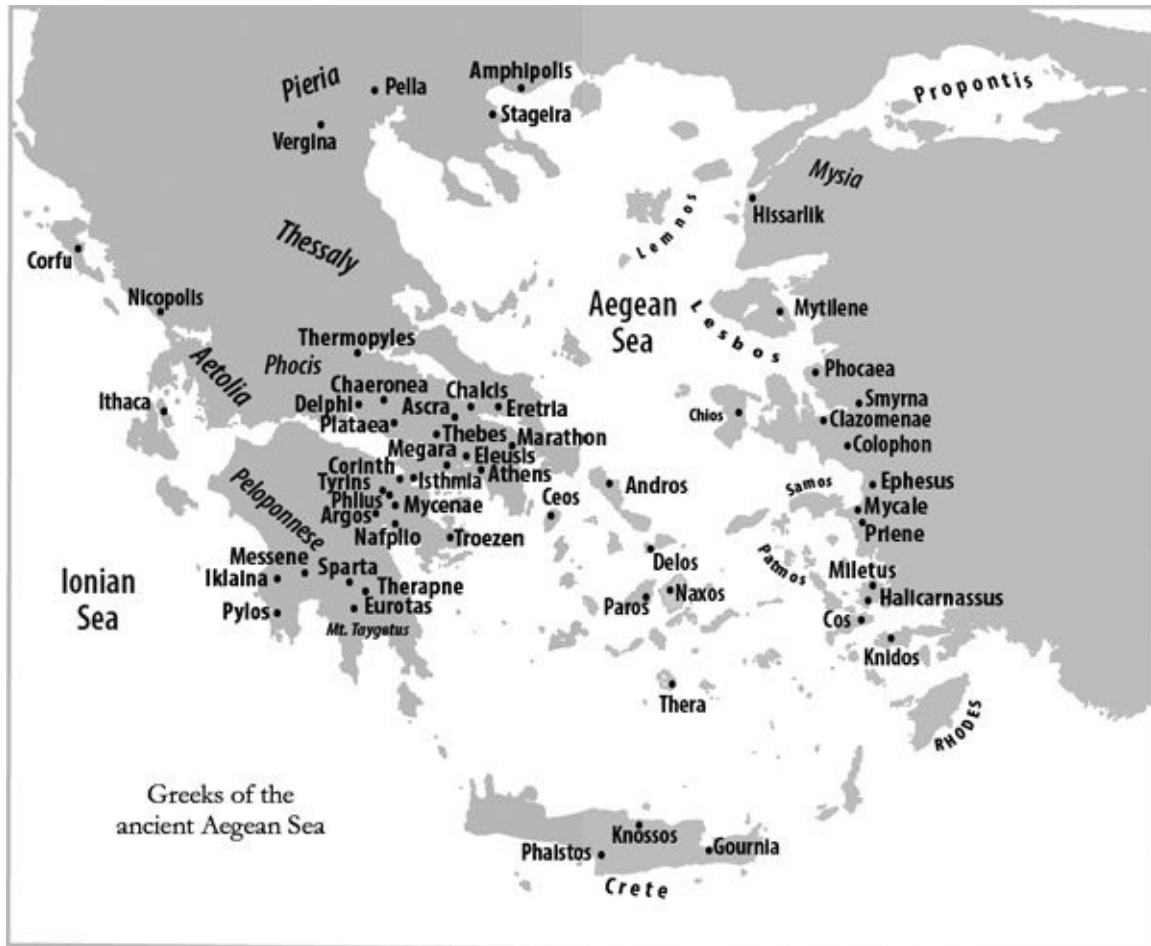 Pieria
Pella
Amphipolis
Stageira
Vergina
Propontis
Mysia
Hissarlik
Lemnos
Thessaly
Corfu
Nicopolis
Aegean
Sea
Mytilene
Lesbos
Thermopyles
Phocis
Aetolia
Phocaea
Ithaca
Chaeronea
Chalcis
Delphi
Ascra
Eretria
Chios
Smyrna
Clazomenae
Plataea
Thebes
Marathon
Colophon
Megara
Eleusis
Corinth
Isthmia
Athens
Tyrins
Phlius
Mycenae
Argos
Nafplio
Troezen
Peloponnese
Ceos
Andros
Samos
Ephesus
Mycale
Priene
Delos
Patmos
Messene
Sparta
Iklaina
Therapne
Ionian
Sea
Pylos
Eurotas
Mt. Taygetus
Paros
Naxos
Miletus
Halicarnassus
Cos
Knidos
Thera
RHODES
Greeks of the
ancient Aegean Sea
Knossos
Phaistos
Gournia
Crete